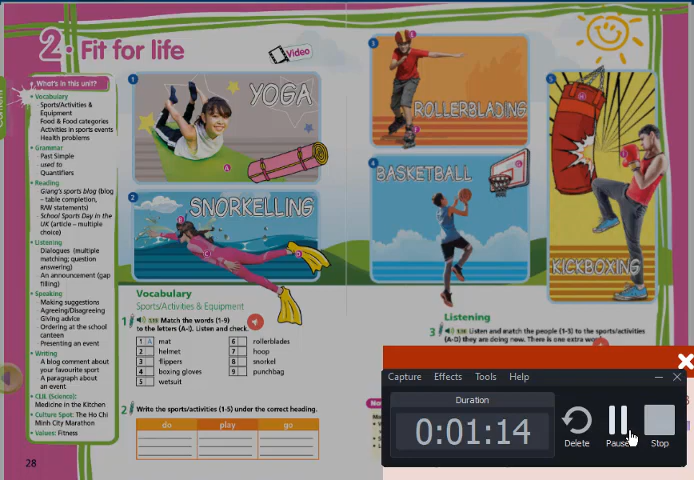 2. Fit for life
Video
What's in this unit?
Vocabulary
Sports/Activities &
Equipment
Food & Food categories
Activities in sports events
Health problems
Grammar
Past Simple
used to
Quantifiers
Reading
Giang's sports blog (blog
– table completion,
R/W statements)
School Sports Day in the
UK (article – multiple
choice)
Listening
Dialogues (multiple
matching; question
answering)
An announcement (gap
filling)
Speaking
Making suggestions
Agreeing/Disagreeing
Giving advice
Ordering at the school
canteen
Presenting an event
Writing
A blog comment about
your favourite sport
A paragraph about
an event
CLIL (Science):
Medicine in the Kitchen
Culture Spot: The Ho Chi
Minh City Marathon
Values: Fitness
28
1
YOGA
A
2
SNORKELLING
B
C
D
3
ROLLERBLADING
4
BASKETBALL
G
5
KICKBOXING
H
Vocabulary
Sports/Activities & Equipment
1 Match the words (1-9)
to the letters (A-I). Listen and check.
1 A mat
2 helmet
3 flippers
4 boxing gloves
5 wetsuit
6 rollerblades
7 hoop
8 snorkel
9 punchbag
2 Write the sports/activities (1-5) under the correct heading.
do play go
Listening
3 Listen and match the people (1-3) to the sports/activities
(A-D) they are doing now. There is one extra
Capture Effects Tools Help
Duration
0:01:14
Delete
Pause
Stop